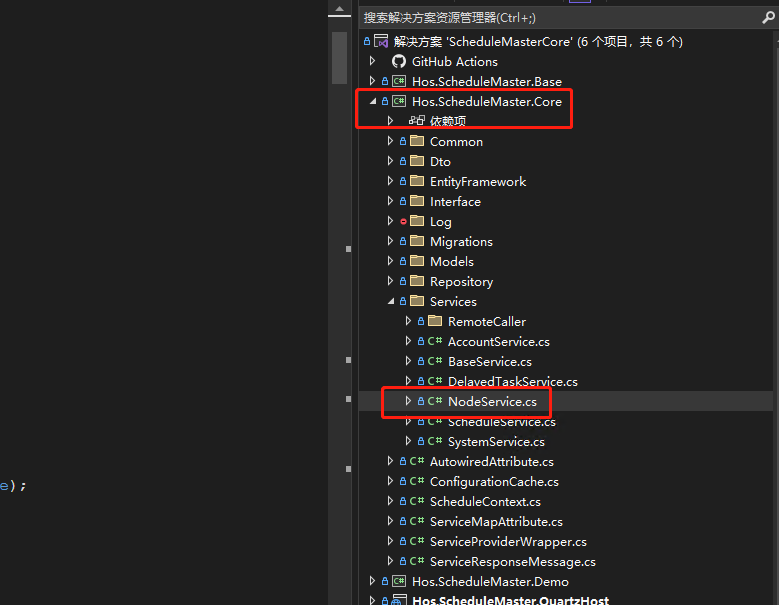 搜索解决方案资源管理器(Ctrl+;)
解决方案 'ScheduleMasterCore' (6 个项目，共 6 个)
GitHub Actions
C# Hos.ScheduleMaster.Base
C# Hos.ScheduleMaster.Core
依赖项
Common
Dto
EntityFramework
Interface
Log
Migrations
Models
Repository
Services
RemoteCaller
C# AccountService.cs
C# BaseService.cs
C# DelayedTaskService.cs
C# NodeService.cs
C# ScheduleService.cs
C# SystemService.cs
C# AutowiredAttribute.cs
C# ConfigurationCache.cs
e);
C# ScheduleContext.cs
C# ServiceMapAttribute.cs
C# ServiceProviderWrapper.cs
C# ServiceResponseMessage.cs
C# Hos.ScheduleMaster.Demo
Hos.ScheduleMaster.QuartzHost